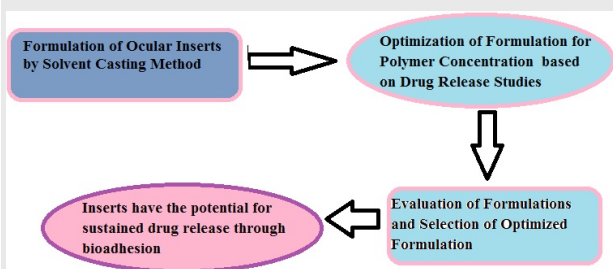 Formulation of Ocular Inserts
by Solvent Casting Method
Optimization of Formulation for
Polymer Concentration based
on Drug Release Studies
Evaluation of Formulations
and Selection of Optimized
Formulation
Inserts have the potential for
sustained drug release through
bioadhesion